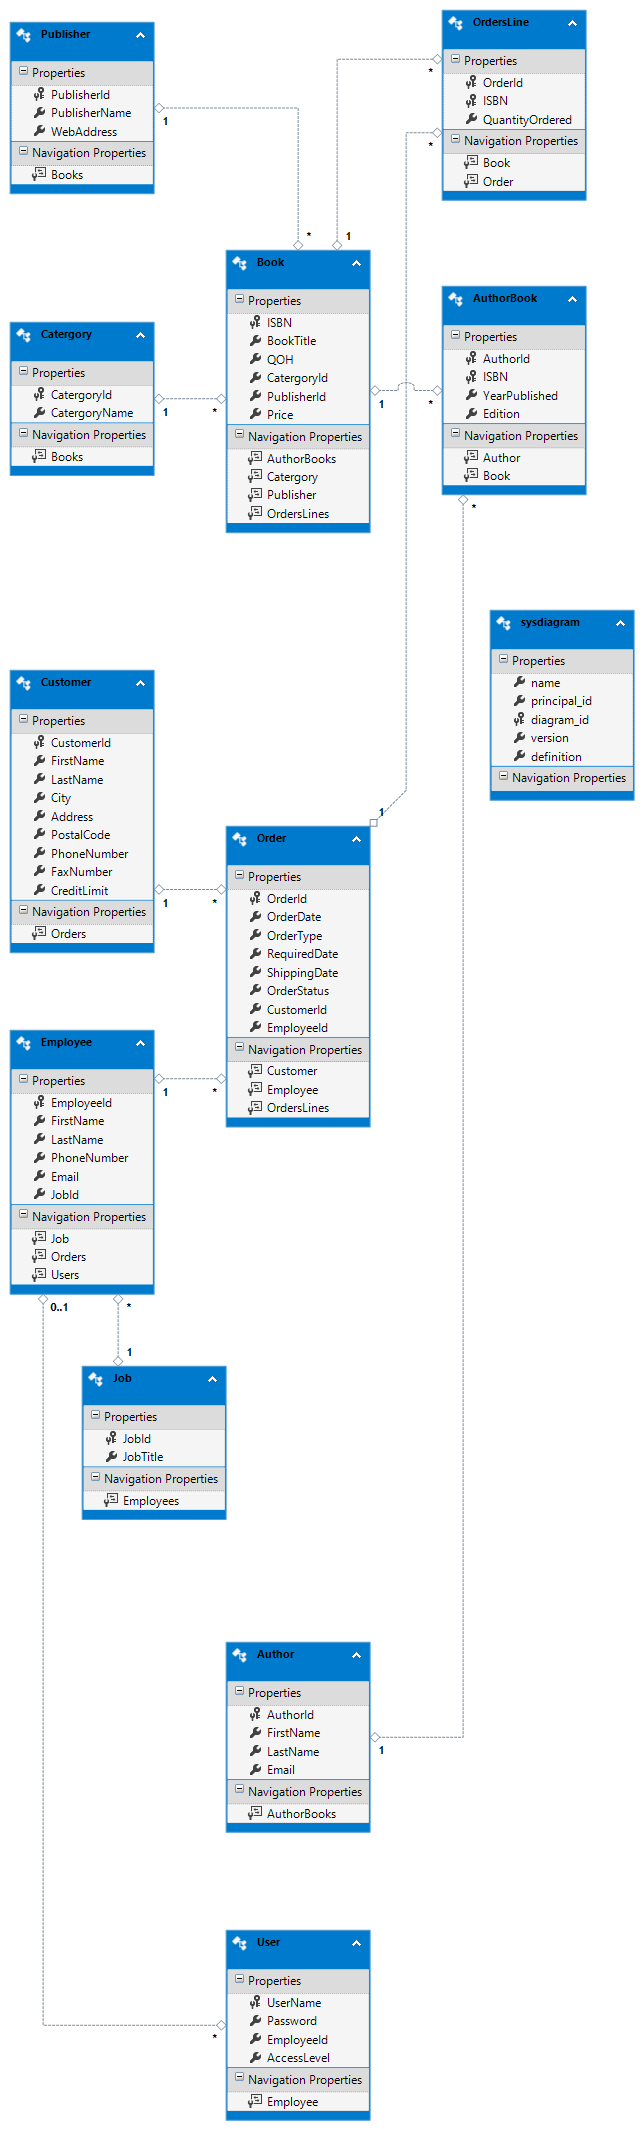 Publisher
Properties
PublisherId
PublisherName
WebAddress
Navigation Properties
Books
1
*
OrdersLine
Properties
OrderId
ISBN
QuantityOrdered
Navigation Properties
Book
Order
*
*
1
Book
Properties
ISBN
BookTitle
QOH
CatergoryId
PublisherId
Price
Navigation Properties
AuthorBooks
Catergory
Publisher
OrdersLines
Catergory
Properties
CatergoryId
CatergoryName
Navigation Properties
Books
1
*
1
*
AuthorBook
Properties
AuthorId
ISBN
YearPublished
Edition
Navigation Properties
Author
Book
*
sysdiagram
Properties
name
principal_id
diagram_id
version
definition
Navigation Properties
Customer
Properties
CustomerId
FirstName
LastName
City
Address
PostalCode
PhoneNumber
FaxNumber
CreditLimit
Navigation Properties
Orders
1
*
1
Order
Properties
OrderId
OrderDate
OrderType
RequiredDate
ShippingDate
OrderStatus
CustomerId
EmployeeId
Navigation Properties
Customer
Employee
OrdersLines
Employee
Properties
EmployeeId
FirstName
LastName
PhoneNumber
Email
JobId
Navigation Properties
Job
Orders
Users
1
*
0..1
*
1
Job
Properties
JobId
JobTitle
Navigation Properties
Employees
Author
Properties
AuthorId
FirstName
LastName
Email
Navigation Properties
AuthorBooks
1
User
Properties
UserName
Password
EmployeeId
AccessLevel
Navigation Properties
Employee
*